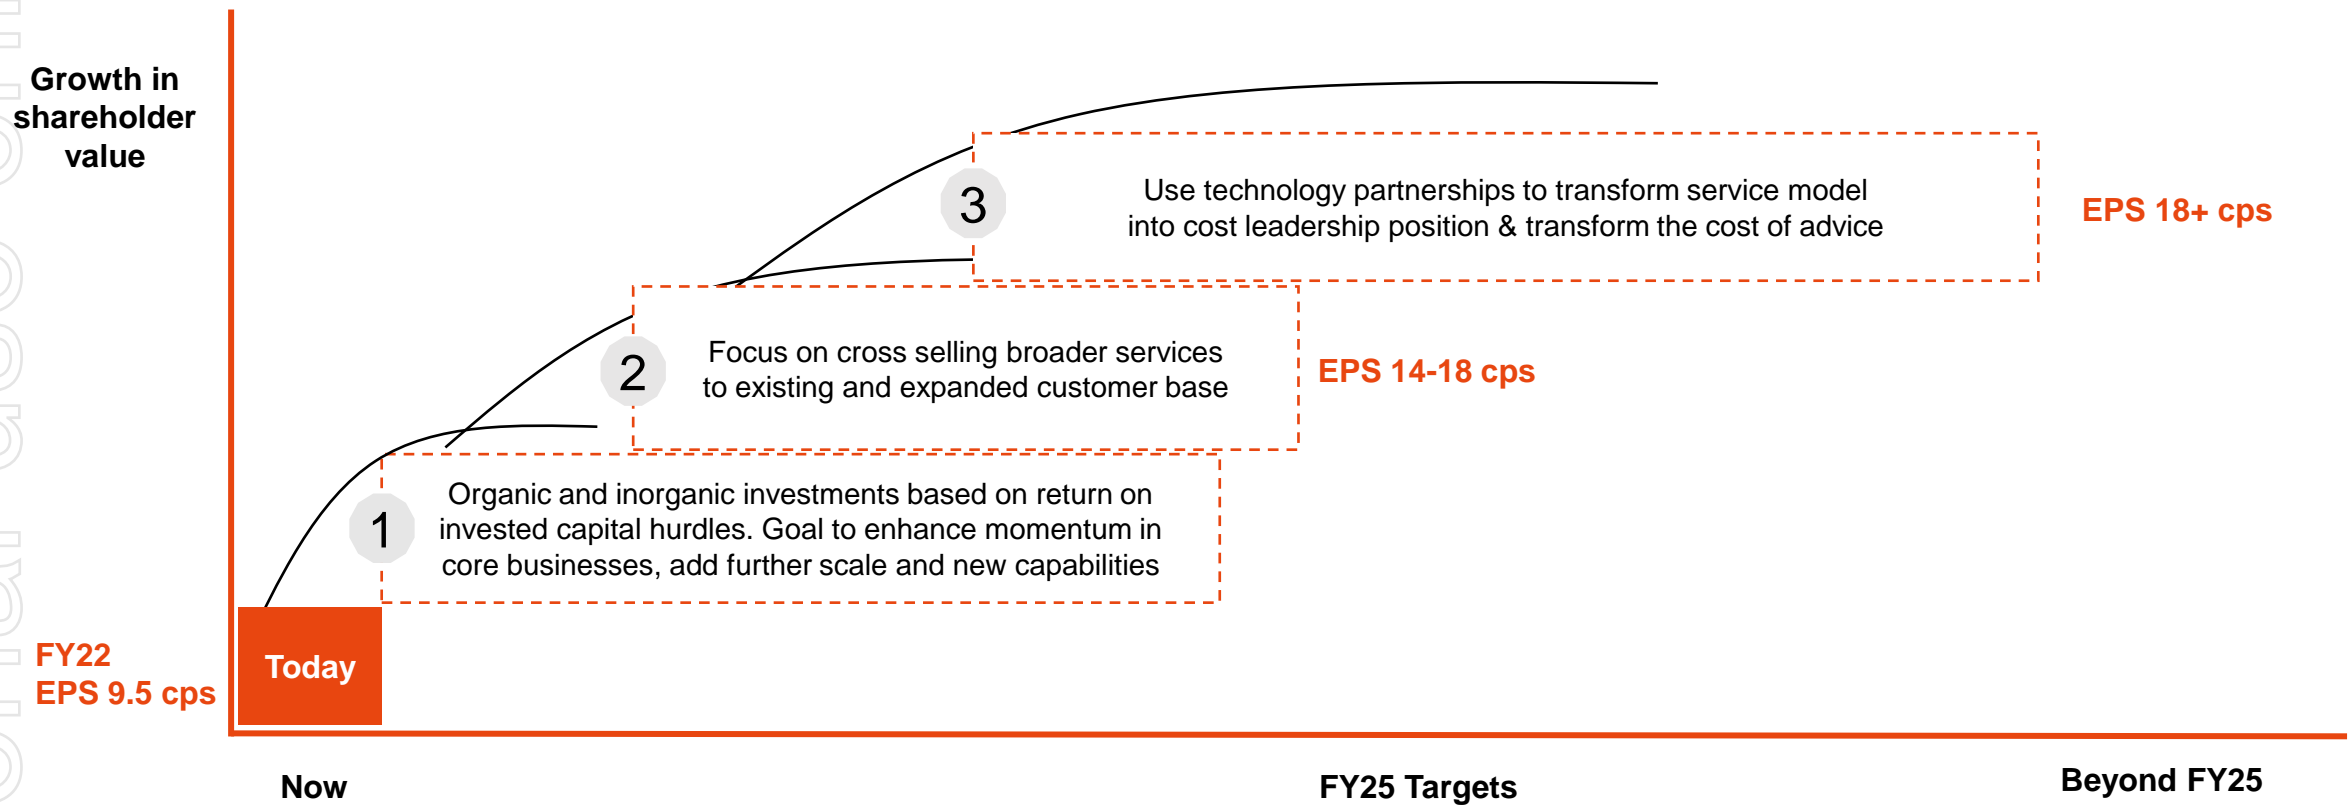 Growth in
shareholder
value
3
Use technology partnerships to transform service model
into cost leadership position & transform the cost of advice
EPS 18+ cps
2
Focus on cross selling broader services
to existing and expanded customer base
EPS 14-18 cps
1
Organic and inorganic investments based on return on
invested capital hurdles. Goal to enhance momentum in
core businesses, add further scale and new capabilities
FY22
EPS 9.5 cps
Today
Now
FY25 Targets
Beyond FY25